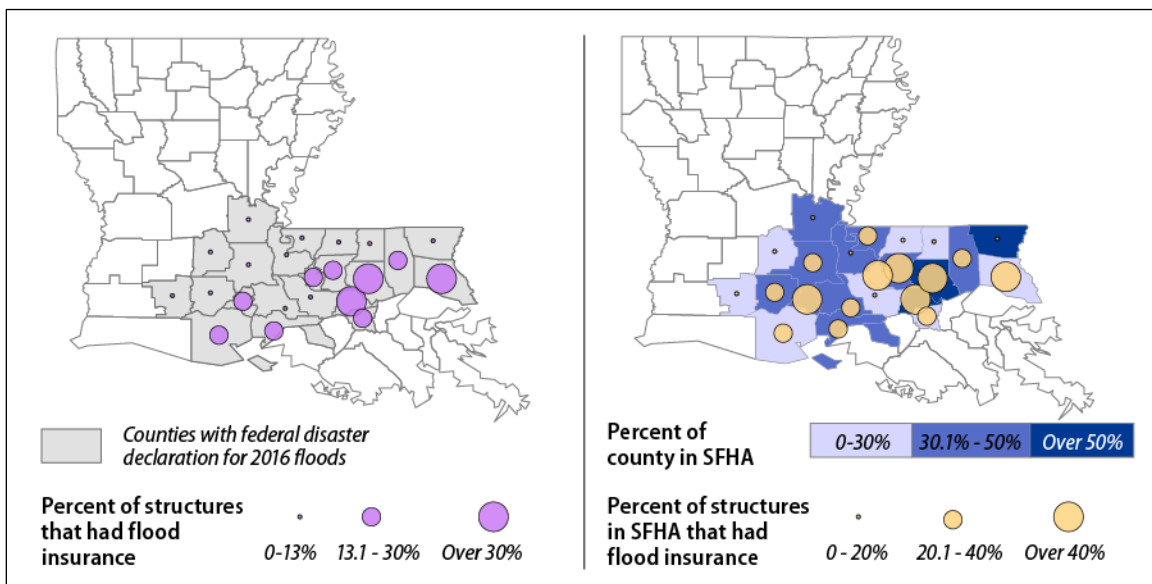 Counties with federal disaster
declaration for 2016 floods
Percent of structures
that had flood
insurance
0-13%
13.1 - 30%
Over 30%
Percent of
county in SFHA
0-30%
30.1% - 50%
Over 50%
Percent of structures
in SFHA that had
flood insurance
0 - 20%
20.1 - 40%
Over 40%